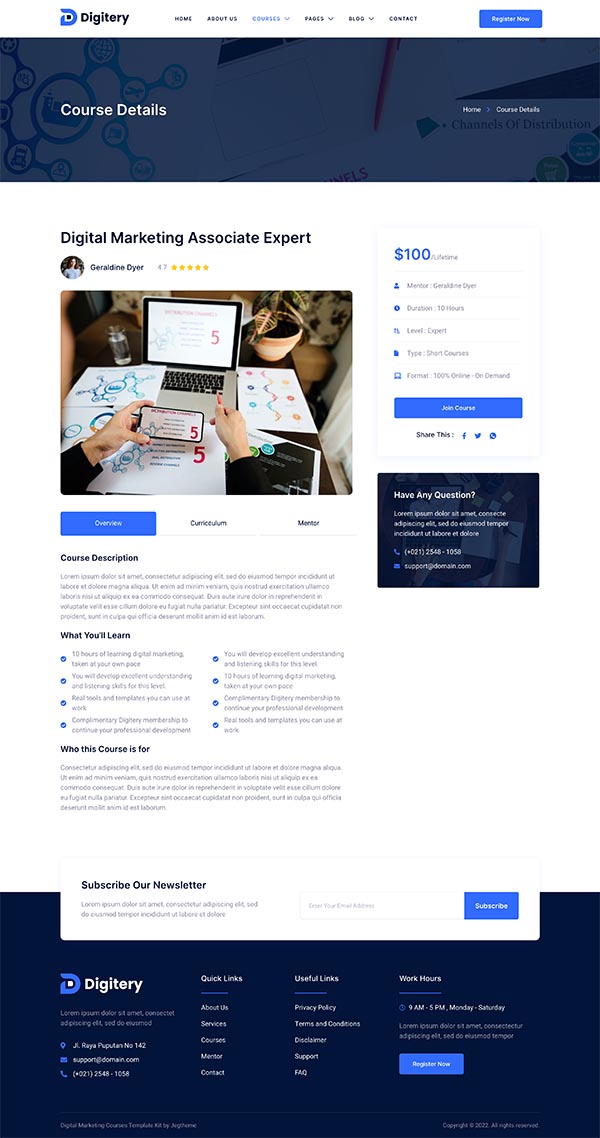 Digitery
HOME
ABOUT US
COURSES
PAGES
BLOG
CONTACT
Register Now
Course Details
Home
Course Details
Channels Of Distribution
Digital Marketing Associate Expert
Geraldine Dyer
4.7
DISTRIBUTION CHANNELS
5
DISTRIBUTION CHANNELS
5
5
Overview
Curricculum
Mentor
Course Description
Lorem ipsum dolor sit amet, consectetur adipiscing elit, sed do eiusmod tempor incididunt ut
labore et dolore magna aliqua. Ut enim ad minim veniam, quis nostrud exercitation ullamco
laboris nisi ut aliquip ex ea commodo consequat. Duis aute irure dolor in reprehenderit in
voluptate velit esse cillum dolore eu fugiat nulla pariatur. Excepteur sint occaecat cupidatat non
proident, sunt in culpa qui officia deserunt mollit anim id est laborum.
What You'll Learn
10 hours of learning digital marketing,
taken at your own pace
You will develop excellent understanding
and listening skills for this level.
Real tools and templates you can use at
work
Complimentary Digitery membership to
continue your professional development
You will develop excellent understanding
and listening skills for this level.
10 hours of learning digital marketing,
taken at your own pace
Complimentary Digitery membership to
continue your professional development
Real tools and templates you can use at
work
Who this Course is for
Consectetur adipiscing elit, sed do eiusmod tempor incididunt ut labore et dolore magna aliqua.
Ut enim ad minim veniam, quis nostrud exercitation ullamco laboris nisi ut aliquip ex ea
commodo consequat. Duis aute irure dolor in reprehenderit in voluptate velit esse cillum dolore
eu fugiat nulla pariatur. Excepteur sint occaecat cupidatat non proident, sunt in culpa qui officia
deserunt mollit anim id est laborum.
$100/Lifetime
Mentor : Geraldine Dyer
Duration : 10 Hours
Level : Expert
Type : Short Courses
Format : 100% Online - On Demand
Join Course
Share This :
Have Any Question?
Lorem ipsum dolor sit amet, consecte
adipiscing elit, sed do eiusmod tempor
incididunt ut labore et dolore
(+021) 2548 - 1058
support@domain.com
Subscribe Our Newsletter
Lorem ipsum dolor sit amet, consectetur adipiscing elit, sed
do eiusmod tempor incididunt ut labore et dolore
Enter Your Email Address
Subscribe
Digitery
Lorem ipsum dolor sit amet, consectet
adipiscing elit, sed do eiusmod
Jl. Raya Puputan No 142
support@domain.com
(+021) 2548 - 1058
Quick Links
About Us
Services
Courses
Mentor
Contact
Useful Links
Privacy Policy
Terms and Conditions
Disclaimer
Support
FAQ
Work Hours
9 AM - 5 PM , Monday - Saturday
Lorem ipsum dolor sit amet, consectectur
adipiscing elit, sed do eiusmod tempor
Register Now
Digital Marketing Courses Template Kit by Jegtheme
Copyright © 2022. All rights reserved.